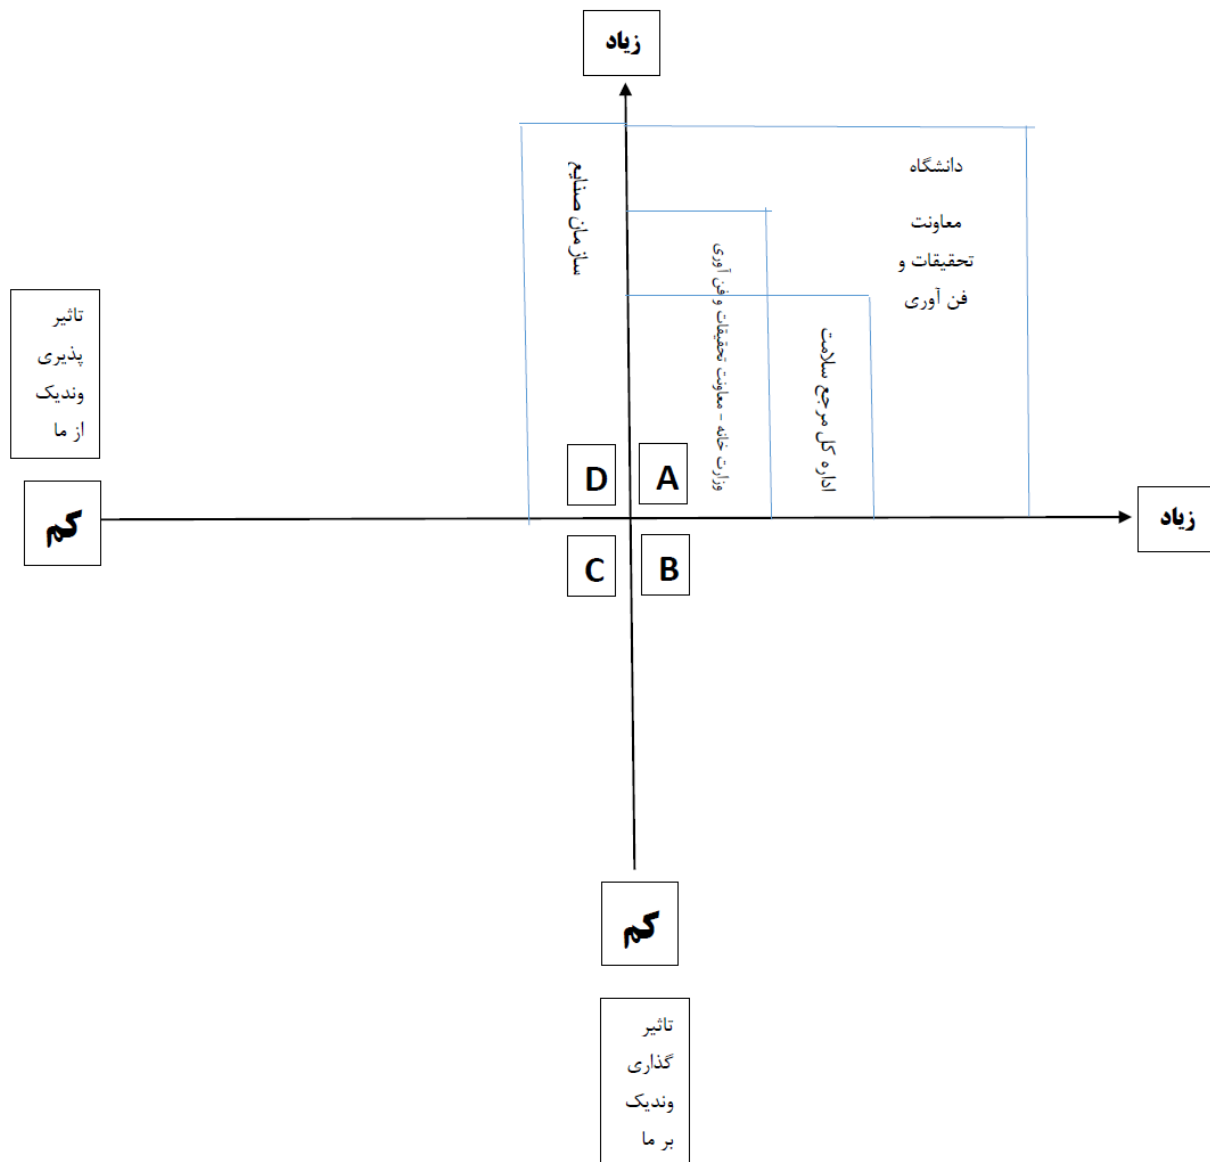 زیاد
دانشگاه
معاونت
تحقیقات و
فن آوری
سازمان صنایع
وزارت خانه - معاونت تحقیقات و فن آوری
اداره کل مرجع سلامت
تاثیر
پذیری
وندیک
از ما
D
A
کم
زیاد
C
B
کم
تاثیر
گذاری
وندیک
بر ما